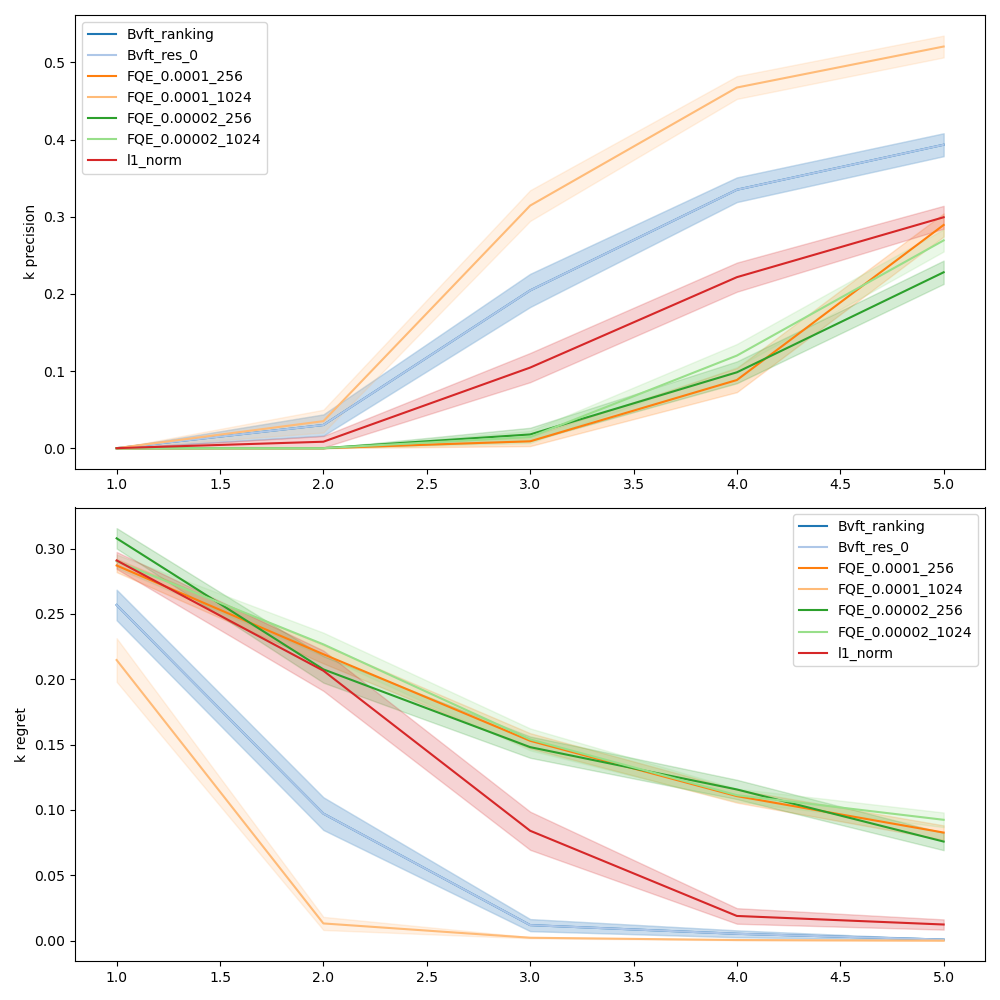 k precision
0.5
0.4
0.3
0.2
0.1
0.0
Bvft_ranking
Bvft_res_0
FQE_0.0001_256
FQE_0.0001_1024
FQE_0.00002_256
FQE_0.00002_1024
l1_norm
1.0 1.5 2.0 2.5 3.0 3.5 4.0 4.5 5.0
k regret
0.30
0.25
0.20
0.15
0.10
0.05
0.00
Bvft_ranking
Bvft_res_0
FQE_0.0001_256
FQE_0.0001_1024
FQE_0.00002_256
FQE_0.00002_1024
l1_norm
1.0 1.5 2.0 2.5 3.0 3.5 4.0 4.5 5.0